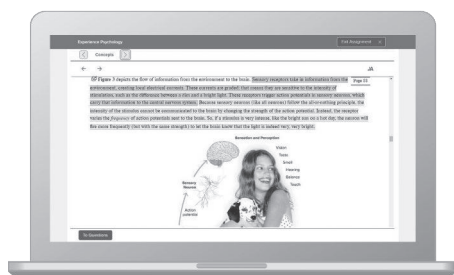 Experience Psychology
Exit Assignment ×
Concepts
Figure 3 depicts the flow of information from the environment to the brain. Sensory receptors take in information from the
Page 93
environment, creating local electrical currents. These currents are graded; that means they are sensitive to the intensity of
stimulation, such as the difference between a dim and a bright light. These receptors trigger action potentials in sensory neurons, which
carry that information to the central nervous system. Because sensory neurons (like all neurons) follow the all-or-nothing principle, the
intensity of the stimulus cannot be communicated to the brain by changing the strength of the action potential. Instead, the receptor
varies the frequency of action potentials sent to the brain. So, if a stimulus is very intense, like the bright sun on a hot day, the neuron will
fire more frequently (but with the same strength) to let the brain know that the light is indeed very, very bright.
Sensation and Perception
Vision
Taste
Smell
Hearing
Balance
Touch
Sensory
Neuron
Action
potential
To Questions